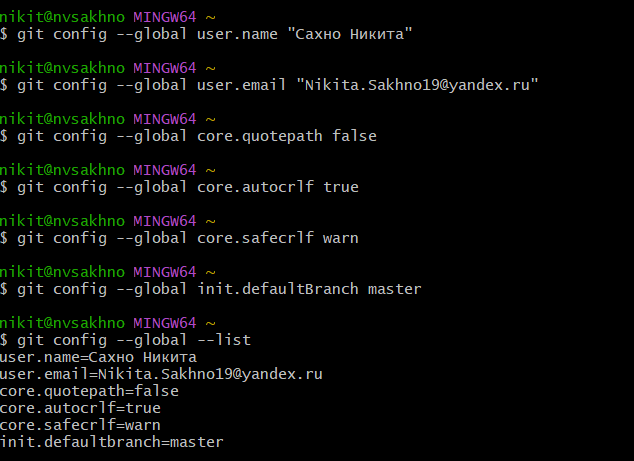 nikit@nvsakhno MINGW64 ~
$ git config --global user.name "Сахно Никита"
nikit@nvsakhno MINGW64 ~
$ git config --global user.email "Nikita.Sakhno19@yandex.ru"
nikit@nvsakhno MINGW64 ~
$ git config --global core.quotepath false
nikit@nvsakhno MINGW64 ~
$ git config --global core.autocrlf true
nikit@nvsakhno MINGW64 ~
$ git config --global core.safecrlf warn
nikit@nvsakhno MINGW64 ~
$ git config --global init.defaultBranch master
nikit@nvsakhno MINGW64 ~
$ git config --global --list
user.name=Сахно Никита
user.email=Nikita.Sakhno19@yandex.ru
core.quotepath=false
core.autocrlf=true
core.safecrlf=warn
init.defaultbranch=master